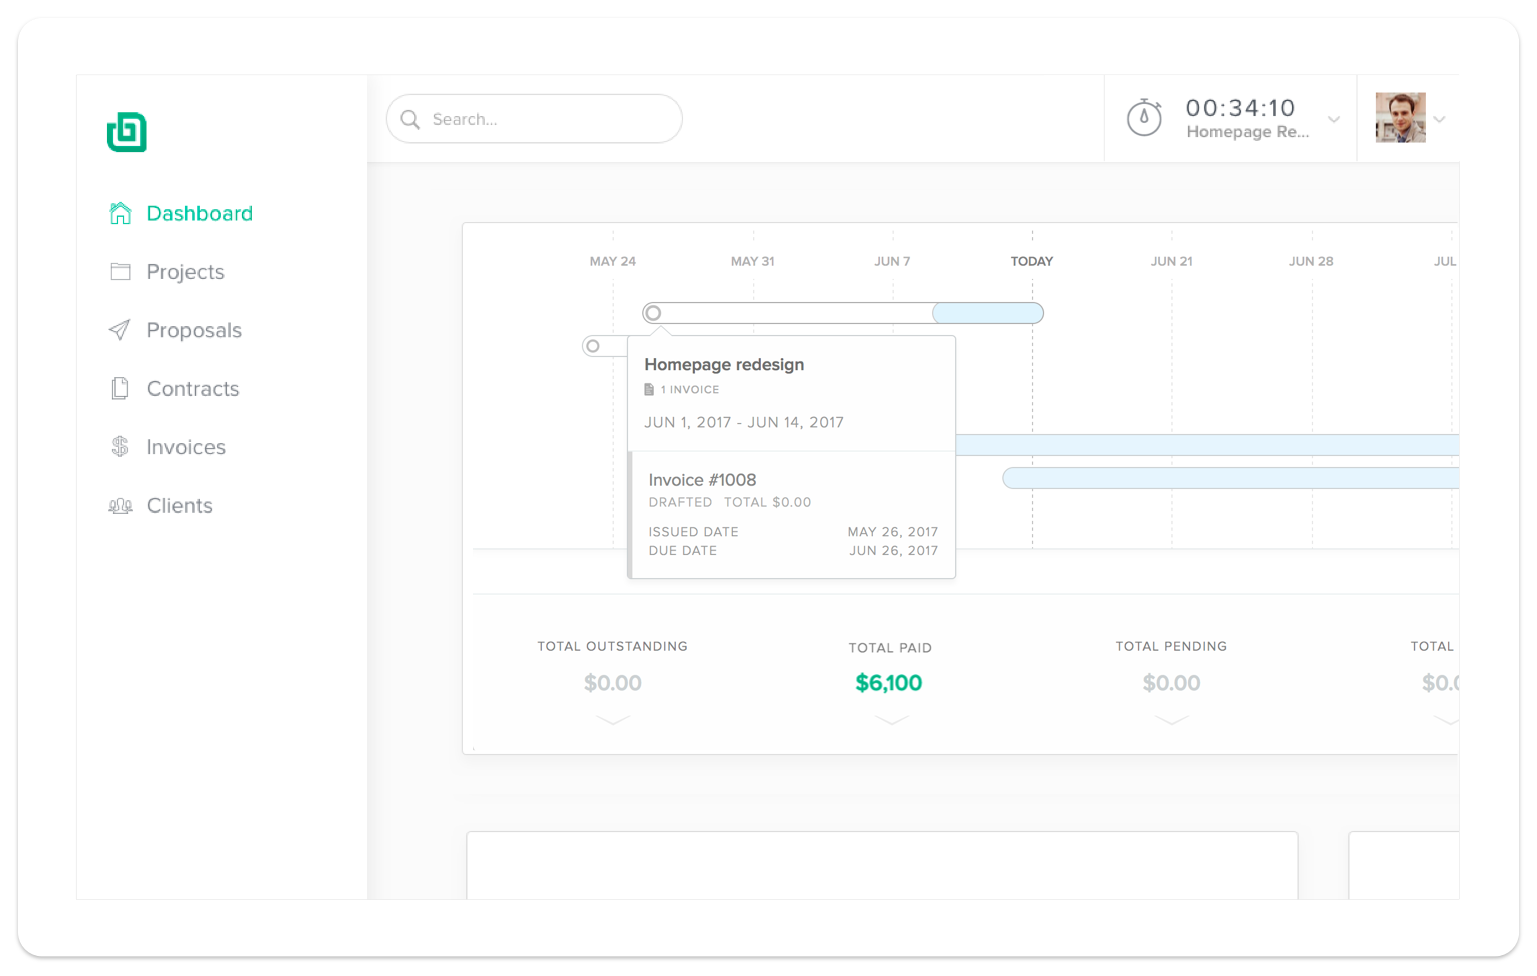 Search...
00:34:10
Homepage Re...
Dashboard
Projects
Proposals
Contracts
Invoices
Clients
MAY 24
MAY 31
JUN 7
TODAY
JUN 21
JUN 28
JUL
Homepage redesign
1 INVOICE
JUN 1, 2017 - JUN 14, 2017
Invoice #1008
DRAFTED TOTAL $0.00
ISSUED DATE MAY 26, 2017
DUE DATE JUN 26, 2017
TOTAL OUTSTANDING
$0.00
TOTAL PAID
$6,100
TOTAL PENDING
$0.00
TOTAL
$0.0